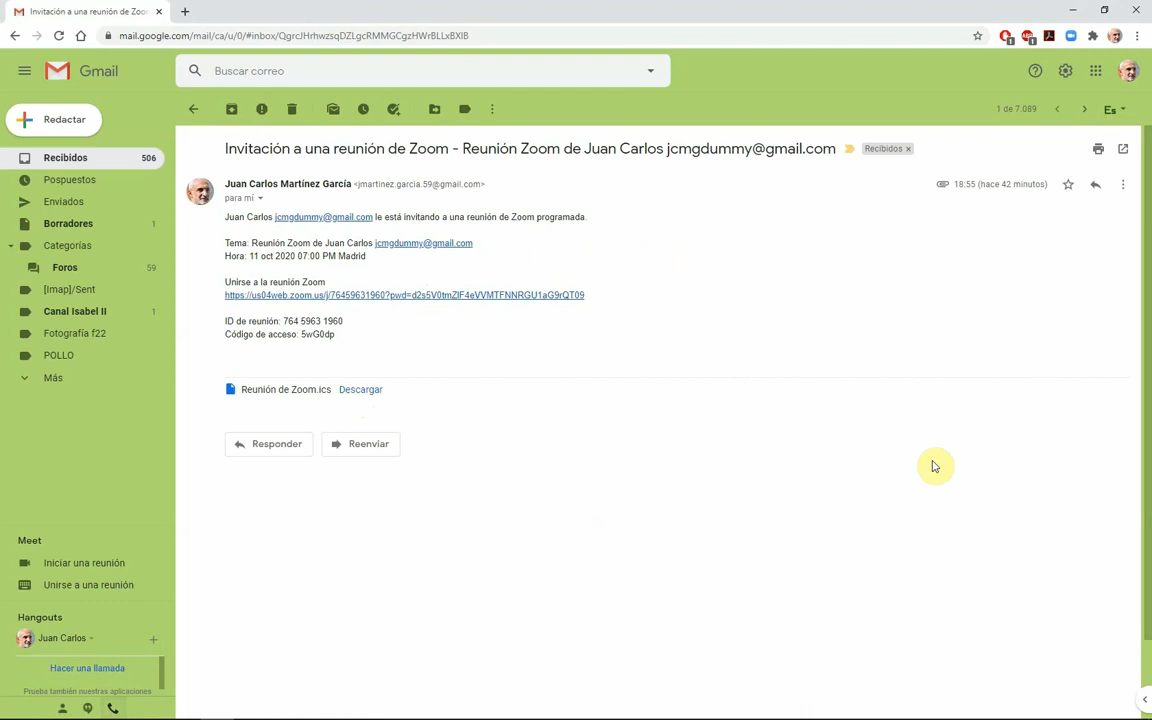 Invitación a una reunión de Zoo
mail.google.com/mail/ca/u/0/#inbox/QgrcJHrhwzsqDZLgcRMMGCgzHWrBLLxBXlB
1
1
Gmail
Buscar correo
Redactar
1 de 7.089
Es
Recibidos 506
Pospuestos
Enviados
Borradores 1
Categorías
Foros 59
[Imap]/Sent
Canal Isabel II 1
Fotografía f22
POLLO
Más
Invitación a una reunión de Zoom - Reunión Zoom de Juan Carlos jcmgdummy@gmail.com Recibidos x
Juan Carlos Martínez García <jmartinez.garcia.59@gmail.com> 18:55 (hace 42 minutos)
para mí
Juan Carlos jcmgdummy@gmail.com le está invitando a una reunión de Zoom programada.
Tema: Reunión Zoom de Juan Carlos jcmgdummy@gmail.com
Hora: 11 oct 2020 07:00 PM Madrid
Unirse a la reunión Zoom
https://us04web.zoom.us/j/76459631960?pwd=d2s5V0tmZlF4eVVMTFNNRGU1aG9rQT09
ID de reunión: 764 5963 1960
Código de acceso: 5wG0dp
Reunión de Zoom.ics Descargar
Responder Reenviar
Meet
Iniciar una reunión
Unirse a una reunión
Hangouts
Juan Carlos
Hacer una llamada
Prueba también nuestras aplicaciones